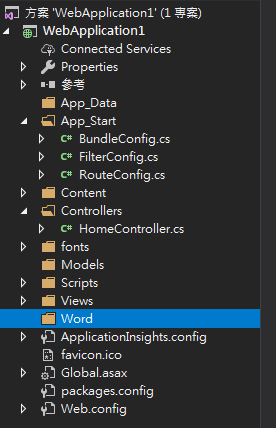 方案 'WebApplication1' (1 專案)
WebApplication1
Connected Services
Properties
參考
App_Data
App_Start
BundleConfig.cs
FilterConfig.cs
RouteConfig.cs
Content
Controllers
HomeController.cs
fonts
Models
Scripts
Views
Word
ApplicationInsights.config
favicon.ico
Global.asax
packages.config
Web.config